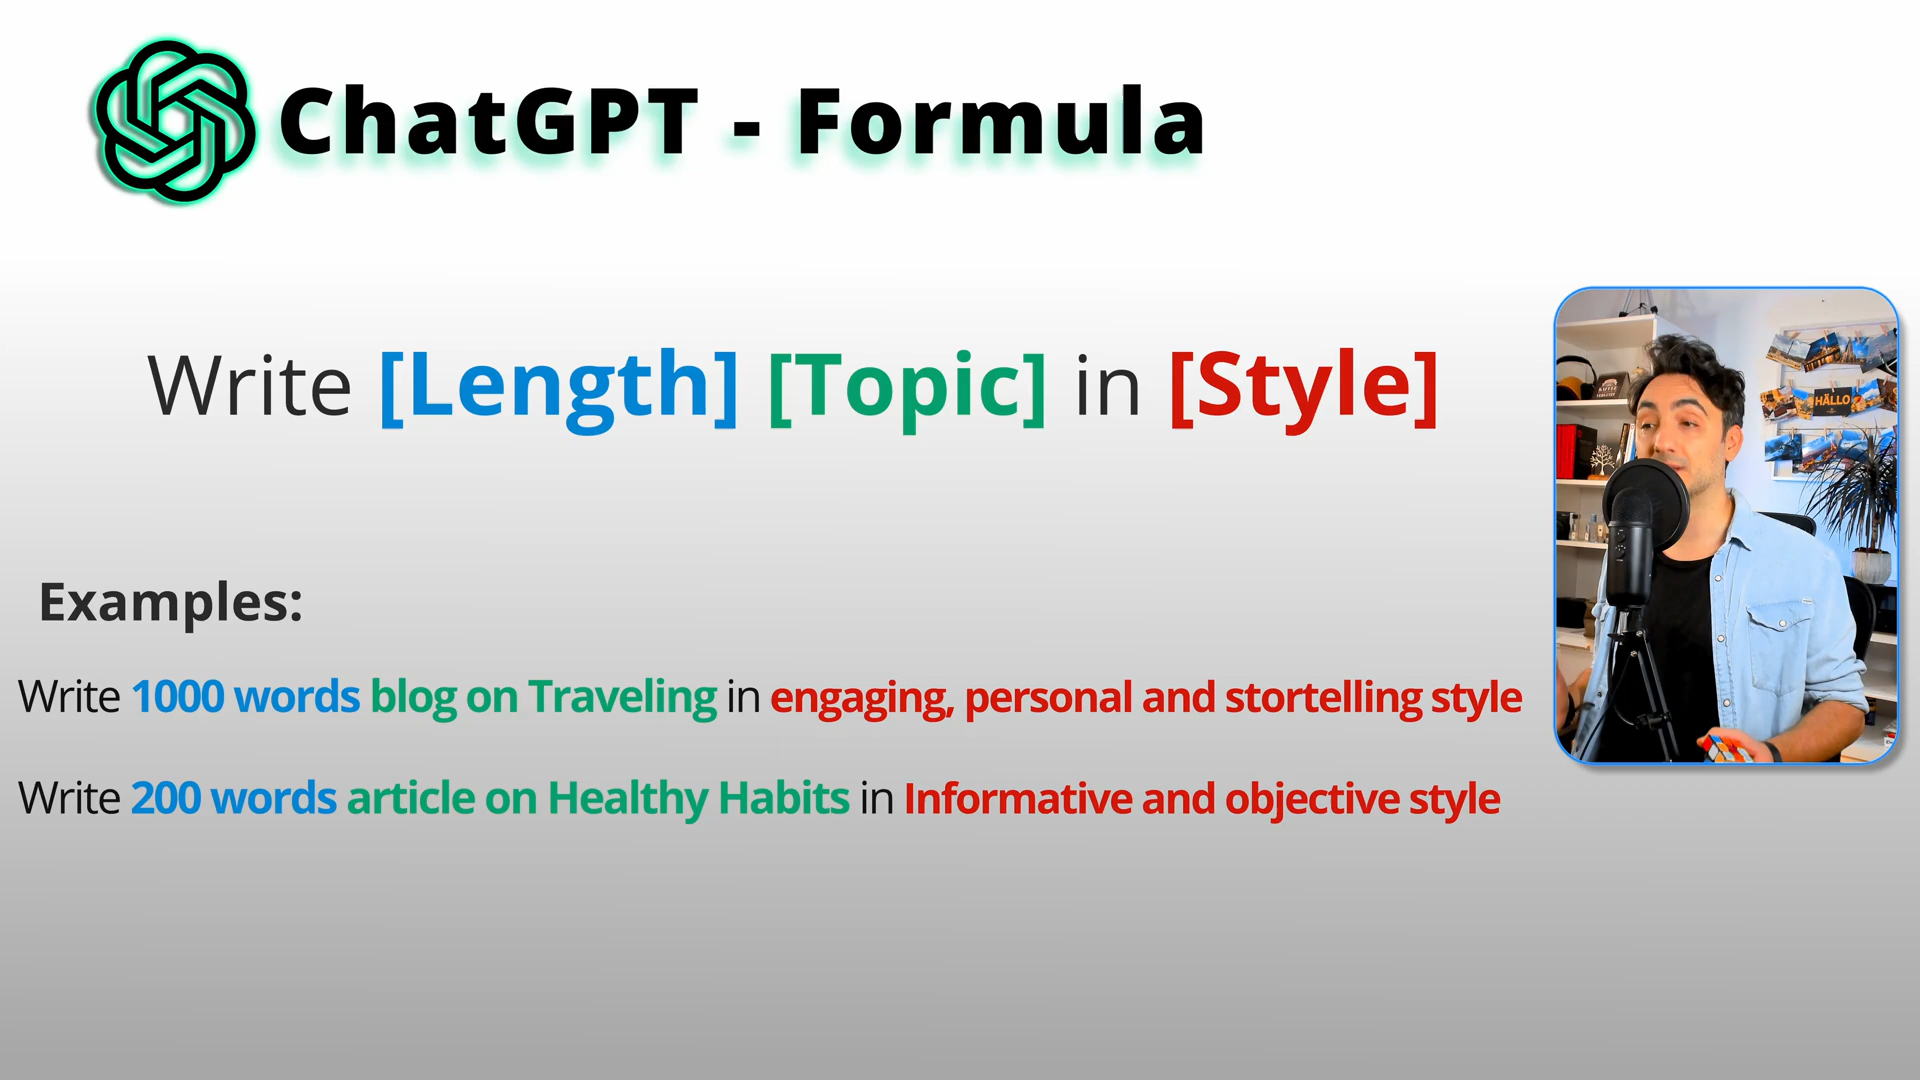 ChatGPT - Formula
Write [Length] [Topic] in [Style]
HÄLLO
Examples:
Write 1000 words blog on Traveling in engaging, personal and stortelling style
Write 200 words article on Healthy Habits in Informative and objective style